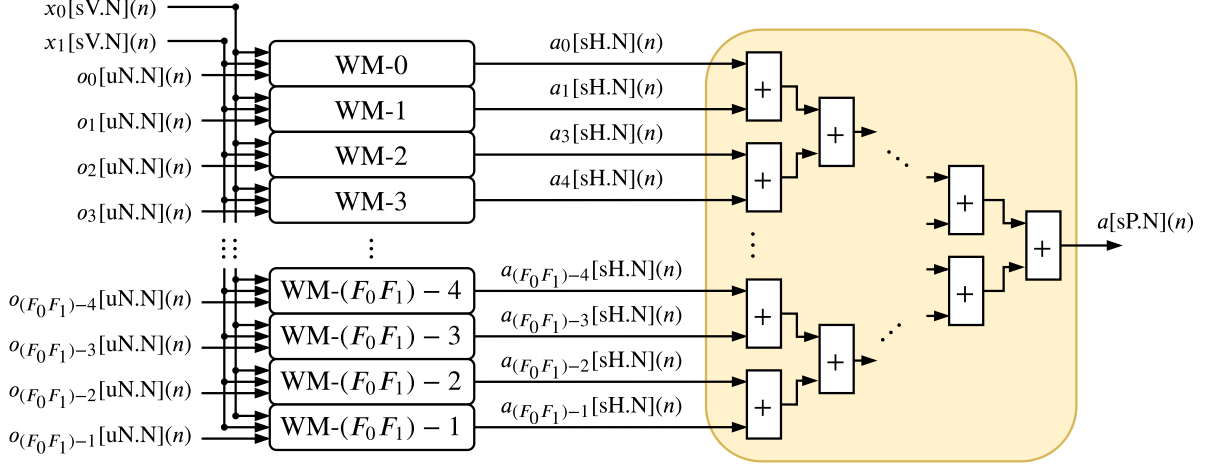 x₀[sV.N](n)
x₁[sV.N](n)
o₀[uN.N](n)
WM-0
a₀[sH.N](n)
o₁[uN.N](n)
WM-1
a₁[sH.N](n)
o₂[uN.N](n)
WM-2
a₃[sH.N](n)
o₃[uN.N](n)
WM-3
a₄[sH.N](n)
+
+
+
+
+
a[sP.N](n)
o₍F₀F₁₎₋₄[uN.N](n)
WM-(F₀F₁) − 4
a₍F₀F₁₎₋₄[sH.N](n)
o₍F₀F₁₎₋₃[uN.N](n)
WM-(F₀F₁) − 3
a₍F₀F₁₎₋₃[sH.N](n)
o₍F₀F₁₎₋₂[uN.N](n)
WM-(F₀F₁) − 2
a₍F₀F₁₎₋₂[sH.N](n)
o₍F₀F₁₎₋₁[uN.N](n)
WM-(F₀F₁) − 1
a₍F₀F₁₎₋₁[sH.N](n)
+
+
+
+